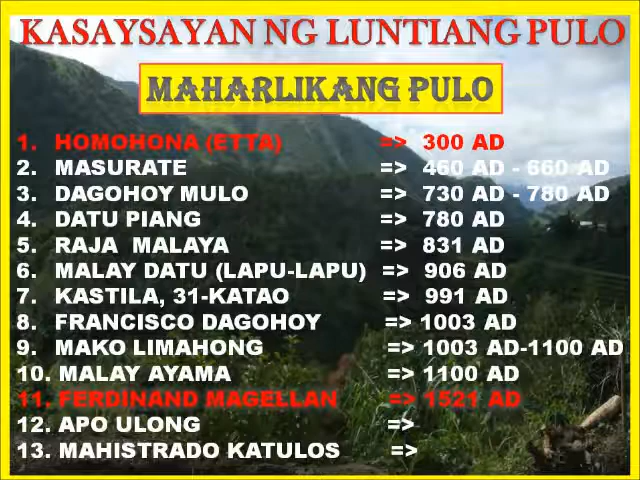 KASAYSAYAN NG LUNTIANG PULO
MAHARLIKANG PULO
1. HOMOHONA (ETTA) => 300 AD
2. MASURATE => 460 AD - 660 AD
3. DAGOHOY MULO => 730 AD - 780 AD
4. DATU PIANG => 780 AD
5. RAJA MALAYA => 831 AD
6. MALAY DATU (LAPU-LAPU) => 906 AD
7. KASTILA, 31-KATAO => 991 AD
8. FRANCISCO DAGOHOY => 1003 AD
9. MAKO LIMAHONG => 1003 AD-1100 AD
10. MALAY AYAMA => 1100 AD
11. FERDINAND MAGELLAN => 1521 AD
12. APO ULONG =>
13. MAHISTRADO KATULOS =>